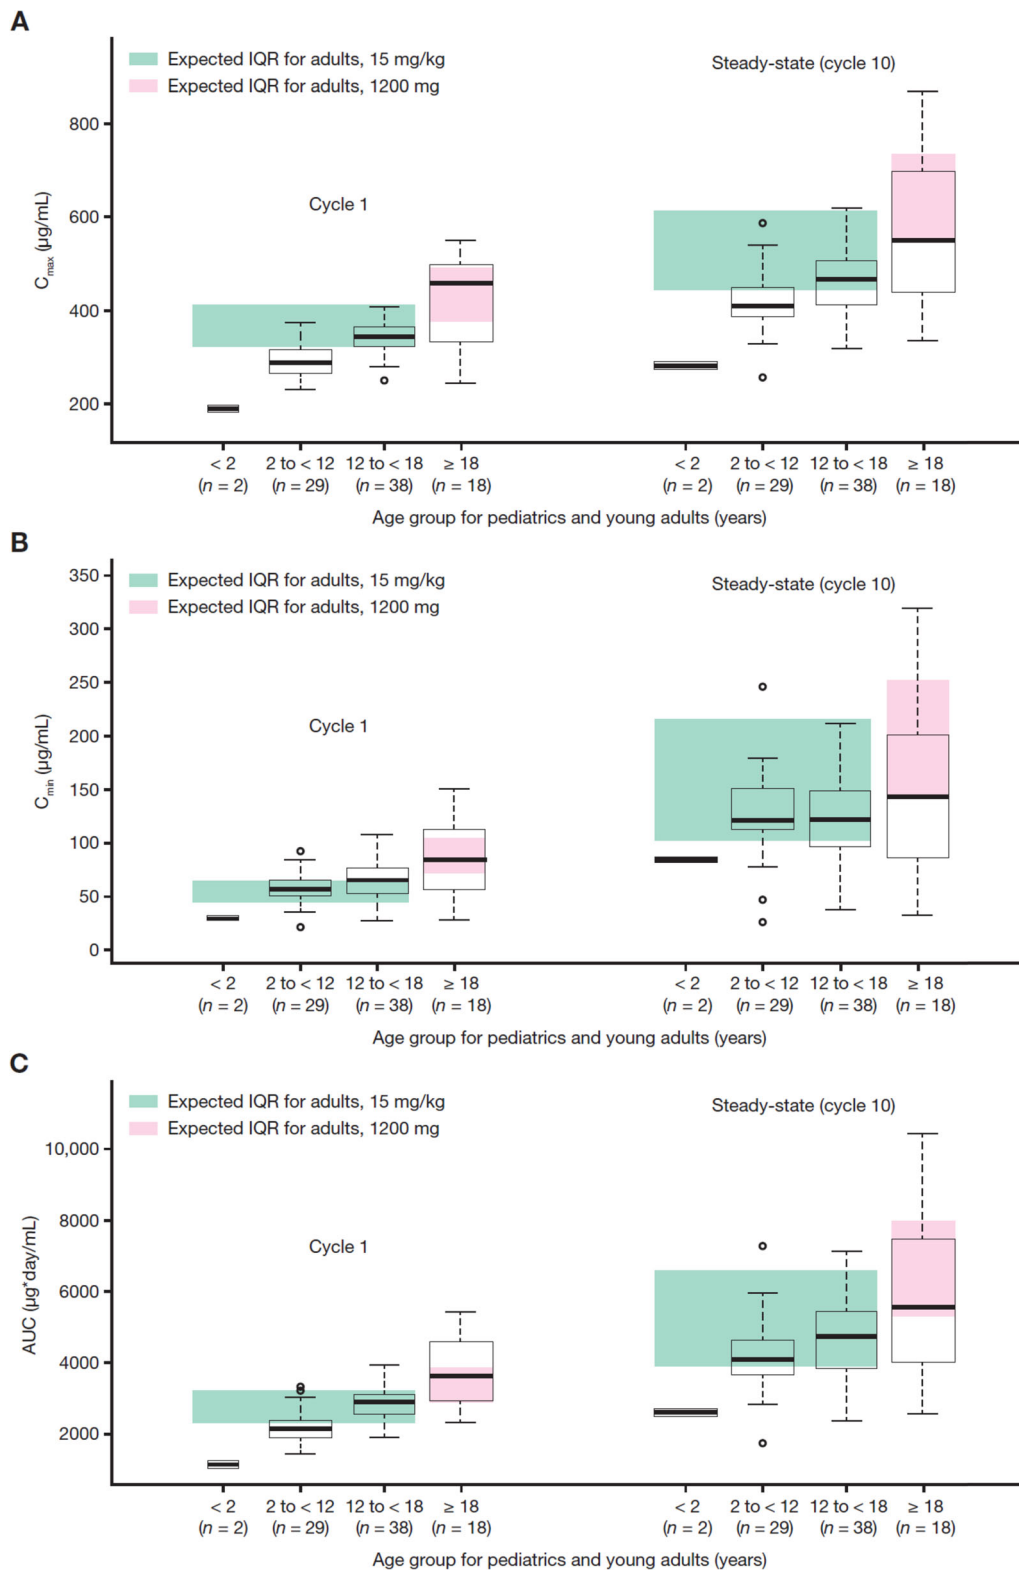 A
Expected IQR for adults, 15 mg/kg
Expected IQR for adults, 1200 mg
Steady-state (cycle 10)
Cycle 1
Cmax (µg/mL)
800
600
400
200
< 2 2 to < 12 12 to < 18 ≥ 18 < 2 2 to < 12 12 to < 18 ≥ 18
(n = 2) (n = 29) (n = 38) (n = 18) (n = 2) (n = 29) (n = 38) (n = 18)
Age group for pediatrics and young adults (years)
B
Expected IQR for adults, 15 mg/kg
Expected IQR for adults, 1200 mg
Steady-state (cycle 10)
Cycle 1
Cmin (µg/mL)
350
300
250
200
150
100
50
0
< 2 2 to < 12 12 to < 18 ≥ 18 < 2 2 to < 12 12 to < 18 ≥ 18
(n = 2) (n = 29) (n = 38) (n = 18) (n = 2) (n = 29) (n = 38) (n = 18)
Age group for pediatrics and young adults (years)
C
Expected IQR for adults, 15 mg/kg
Expected IQR for adults, 1200 mg
Steady-state (cycle 10)
Cycle 1
AUC (µg*day/mL)
10,000
8000
6000
4000
2000
< 2 2 to < 12 12 to < 18 ≥ 18 < 2 2 to < 12 12 to < 18 ≥ 18
(n = 2) (n = 29) (n = 38) (n = 18) (n = 2) (n = 29) (n = 38) (n = 18)
Age group for pediatrics and young adults (years)